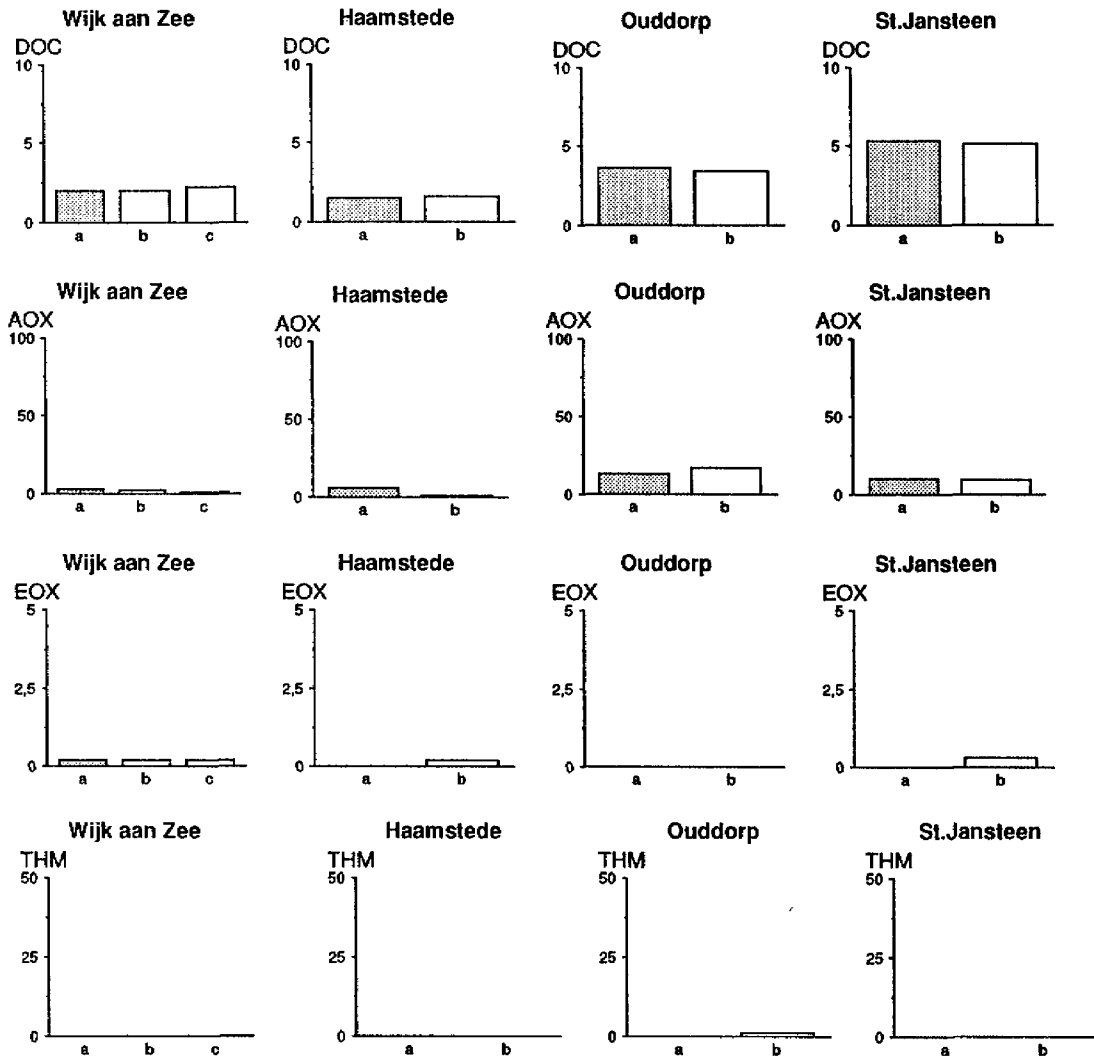 Wijk aan Zee
DOC
10
5
0
a b c
Haamstede
DOC
10
5
0
a b
Ouddorp
DOC
10
5
0
a b
St.Jansteen
DOC
10
5
0
a b
Wijk aan Zee
AOX
100
50
0
a b c
Haamstede
AOX
100
50
0
a b
Ouddorp
AOX
100
50
0
a b
St.Jansteen
AOX
100
50
0
a b
Wijk aan Zee
EOX
5
2,5
0
a b c
Haamstede
EOX
5
2,5
0
a b
Ouddorp
EOX
5
2,5
0
a b
St.Jansteen
EOX
5
2,5
0
a b
Wijk aan Zee
THM
50
25
0
a b c
Haamstede
THM
50
25
0
a b
Ouddorp
THM
50
25
0
a b
St.Jansteen
THM
50
25
0
a b